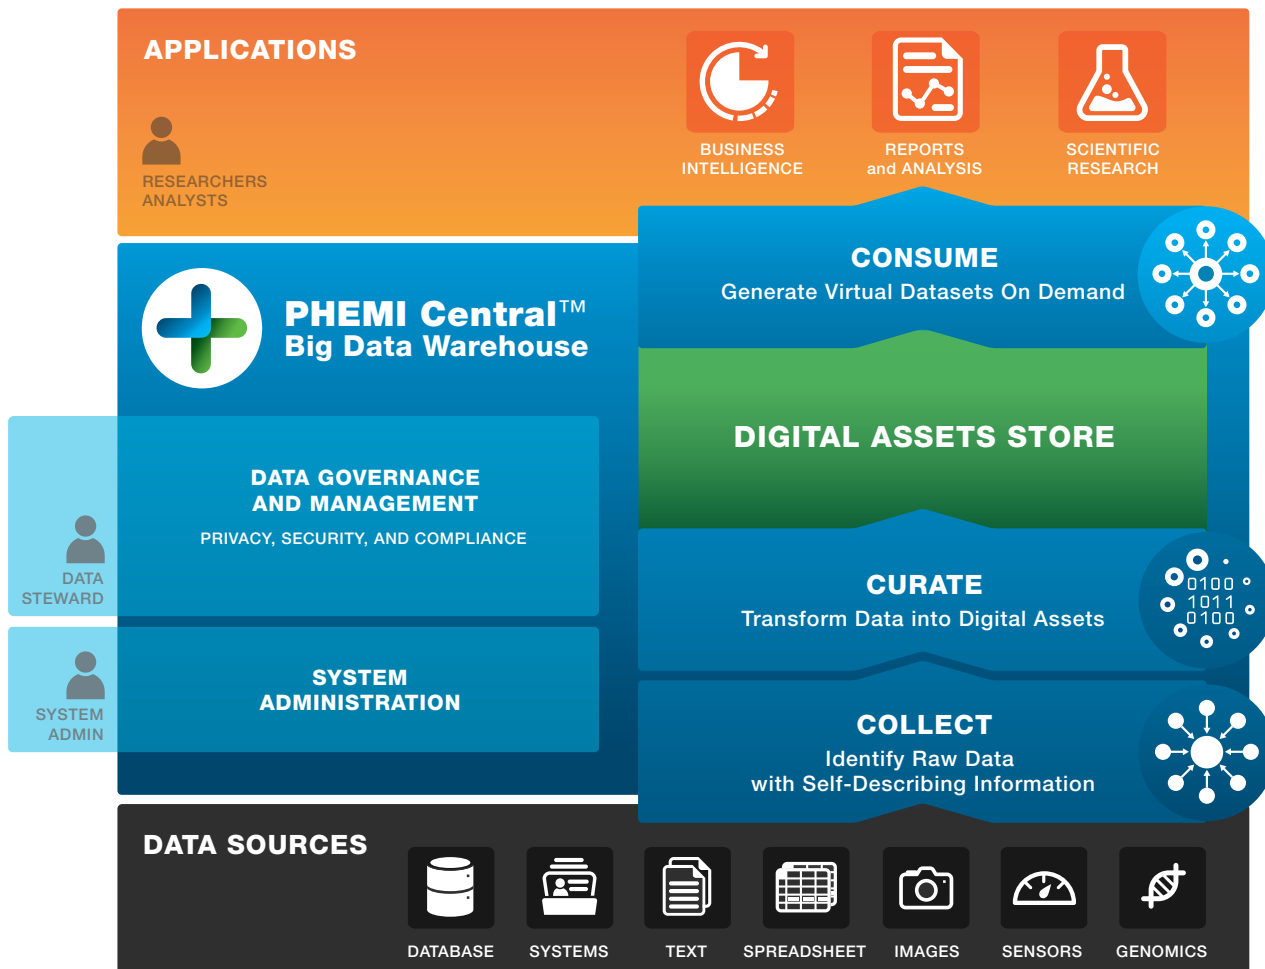 APPLICATIONS
RESEARCHERS
ANALYSTS
BUSINESS
INTELLIGENCE
REPORTS
and ANALYSIS
SCIENTIFIC
RESEARCH
PHEMI Central™
Big Data Warehouse
DATA GOVERNANCE
AND MANAGEMENT
PRIVACY, SECURITY, AND COMPLIANCE
DATA
STEWARD
SYSTEM
ADMINISTRATION
SYSTEM
ADMIN
CONSUME
Generate Virtual Datasets On Demand
DIGITAL ASSETS STORE
CURATE
Transform Data into Digital Assets
0100
1011
0100
COLLECT
Identify Raw Data
with Self-Describing Information
DATA SOURCES
DATABASE
SYSTEMS
TEXT
SPREADSHEET
IMAGES
SENSORS
GENOMICS